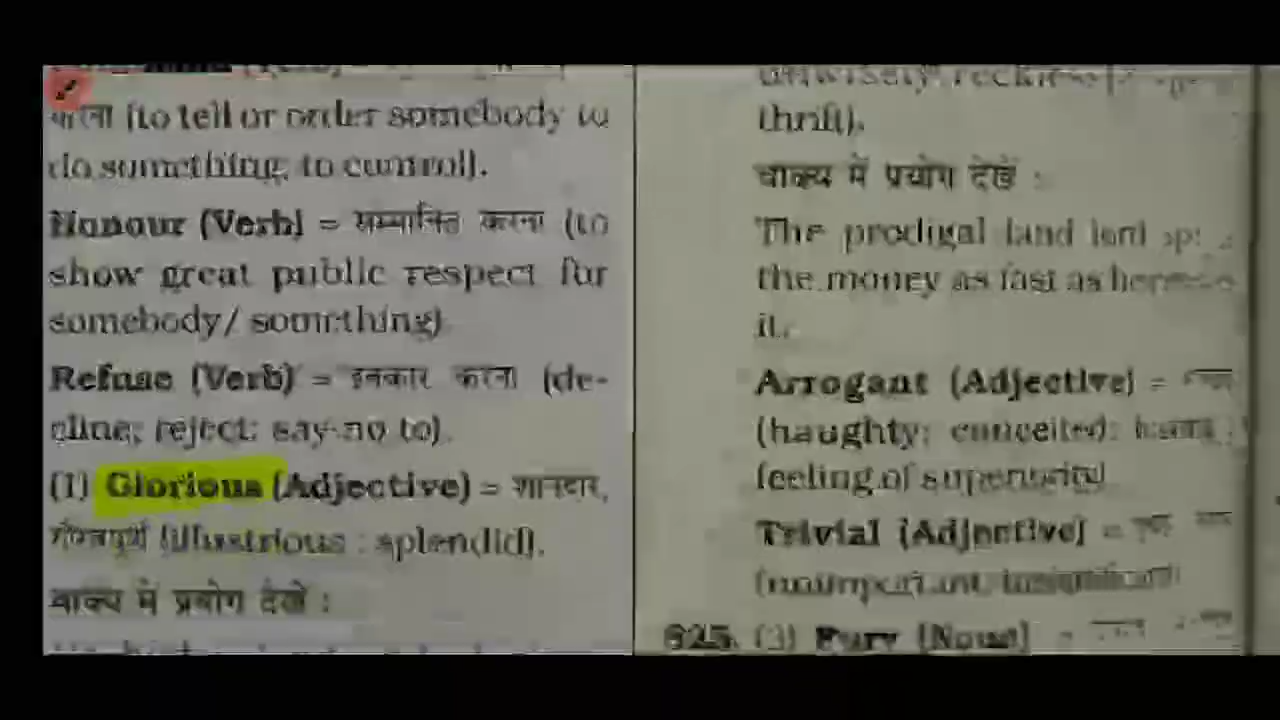 (to tell or order somebody to
do something, to control).
Honour (Verb) = सम्मानित करना (to
show great public respect for
somebody/ something)
Refuse (Verb) = इनकार करना (de-
cline; reject; say no to).
(1) Glorious (Adjective) = शानदार,
(illustrious : splendid).
वाक्य में प्रयोग देखें :
thrift).
वाक्य में प्रयोग देखें :
The prodigal land lord
the money as fast as he
it.
Arrogant (Adjective) =
(haughty; conceited;
feeling of superiority)
Trivial (Adjective) =
(unimportant, insignificant)
625. (3) Fury (Noun) =